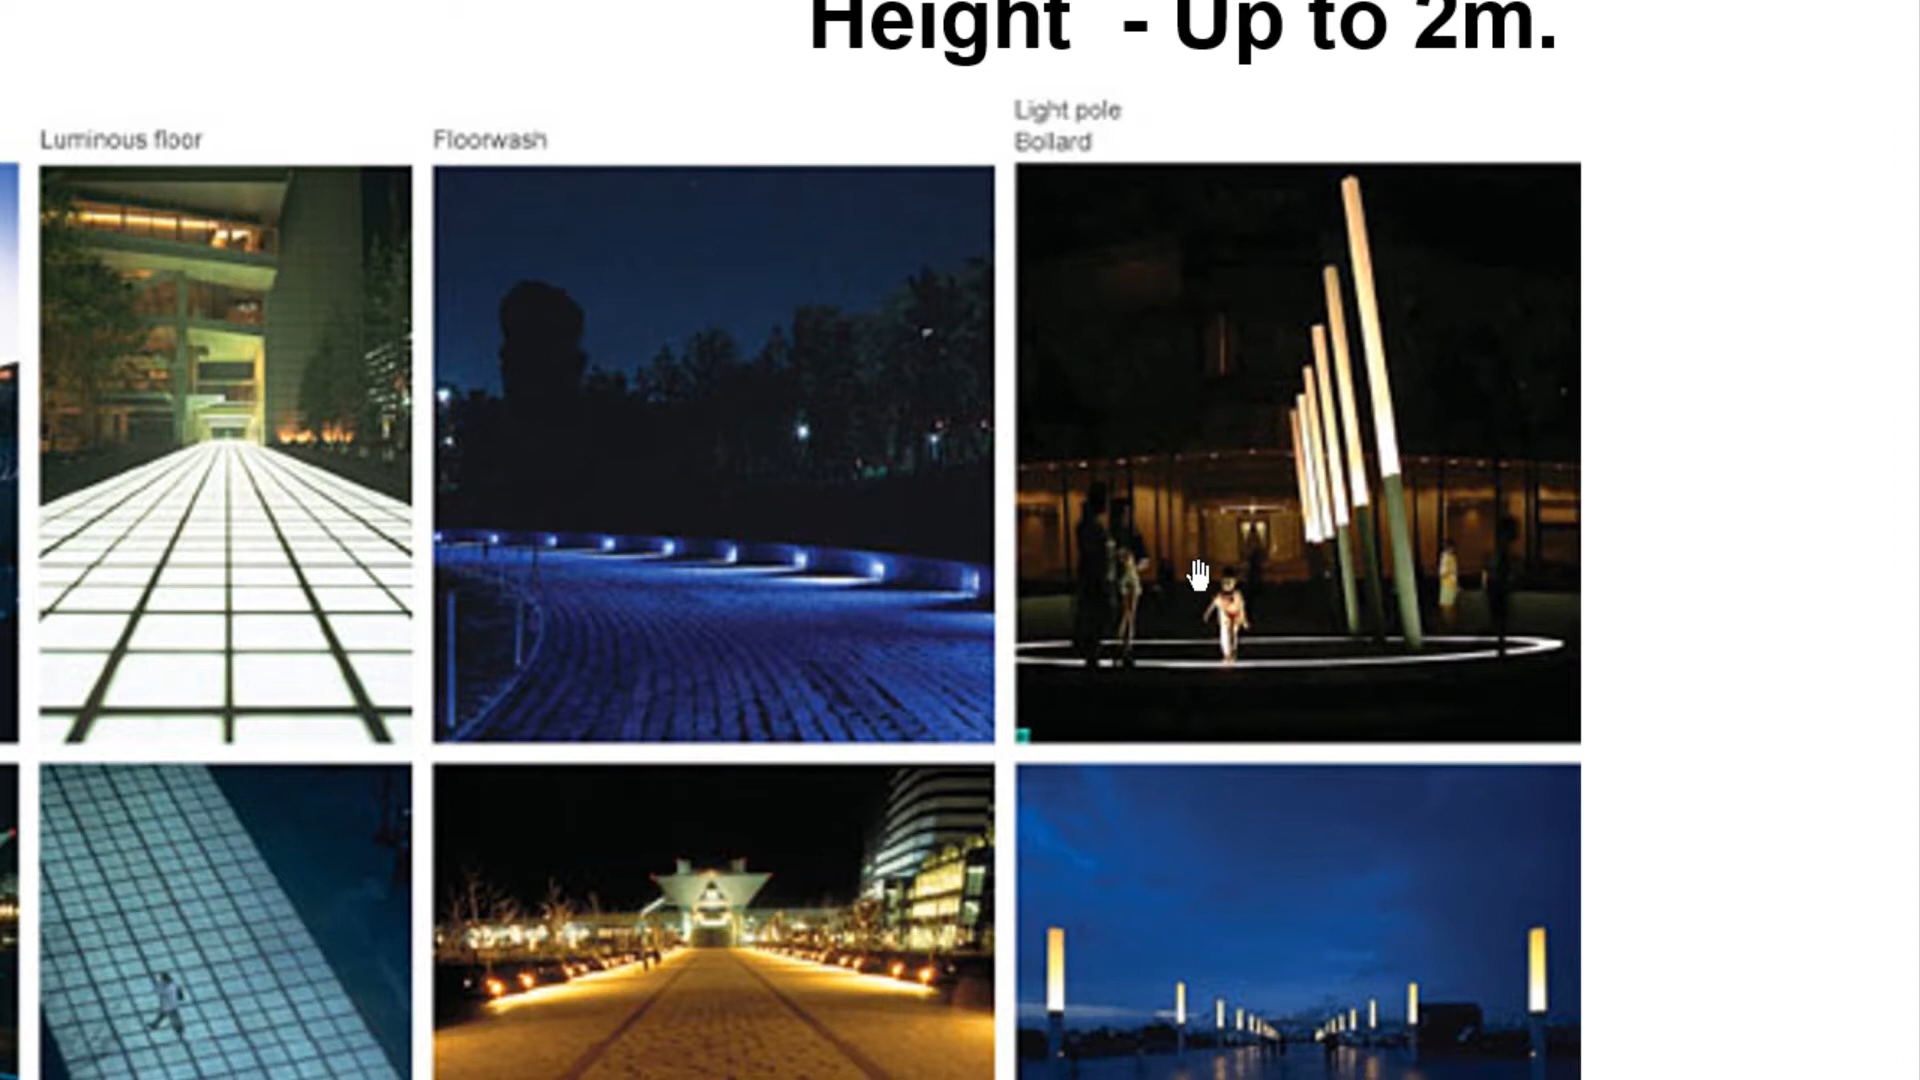 Height - Up to 2m.
Light pole
Luminous floor
Floorwash
Bollard